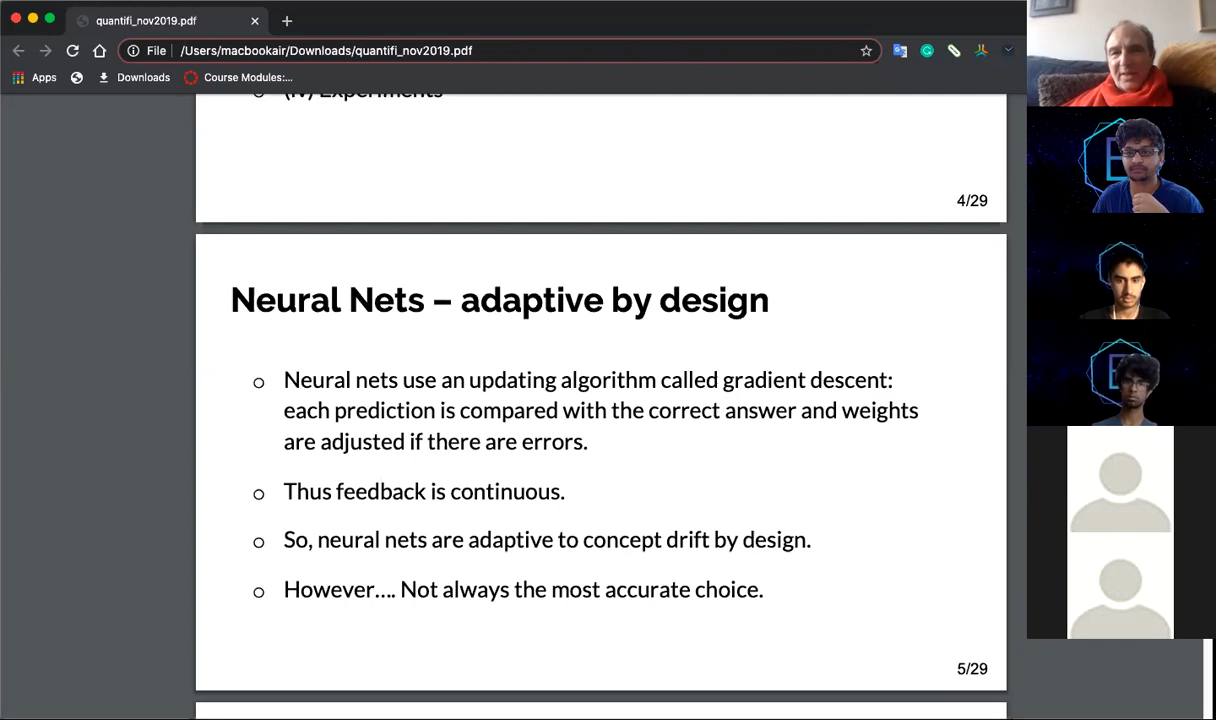 quantifi_nov2019.pdf
File
/Users/macbookair/Downloads/quantifi_nov2019.pdf
Apps
Downloads
Course Modules:...
(iv) Experiments
4/29
Neural Nets – adaptive by design
Neural nets use an updating algorithm called gradient descent:
each prediction is compared with the correct answer and weights
are adjusted if there are errors.
Thus feedback is continuous.
So, neural nets are adaptive to concept drift by design.
However.... Not always the most accurate choice.
5/29